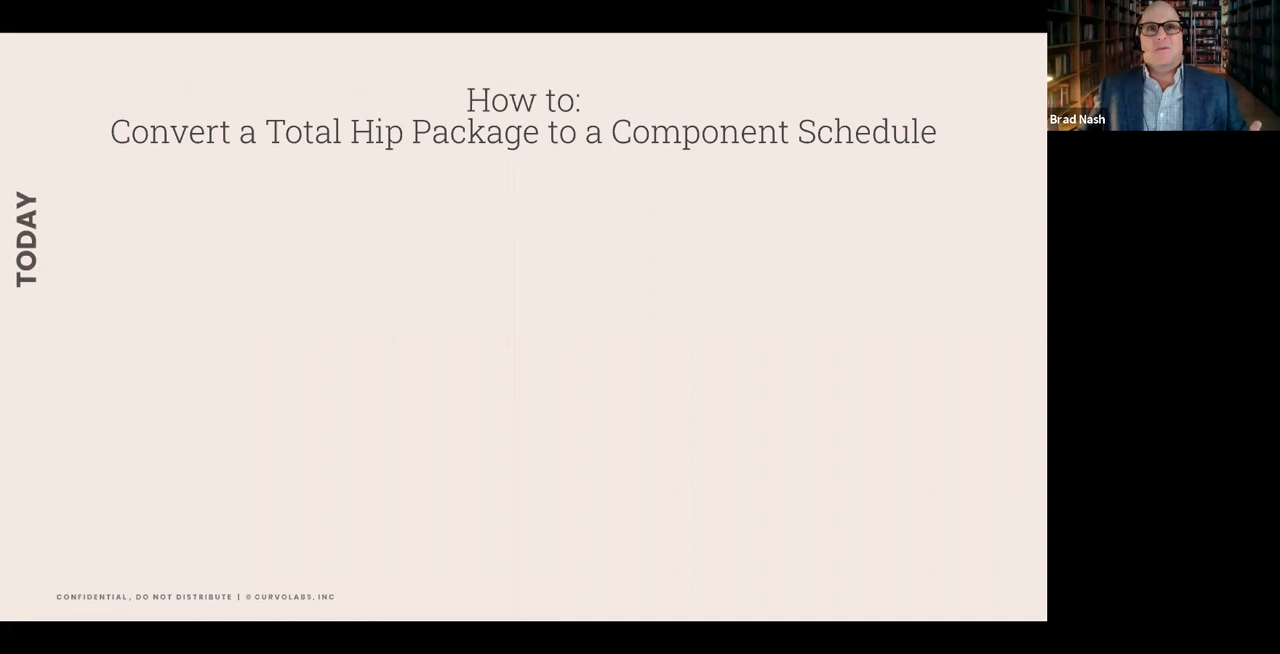 How to:
Convert a Total Hip Package to a Component Schedule
TODAY
CONFIDENTIAL, DO NOT DISTRIBUTE | © CURVOLABS, INC
Brad Nash